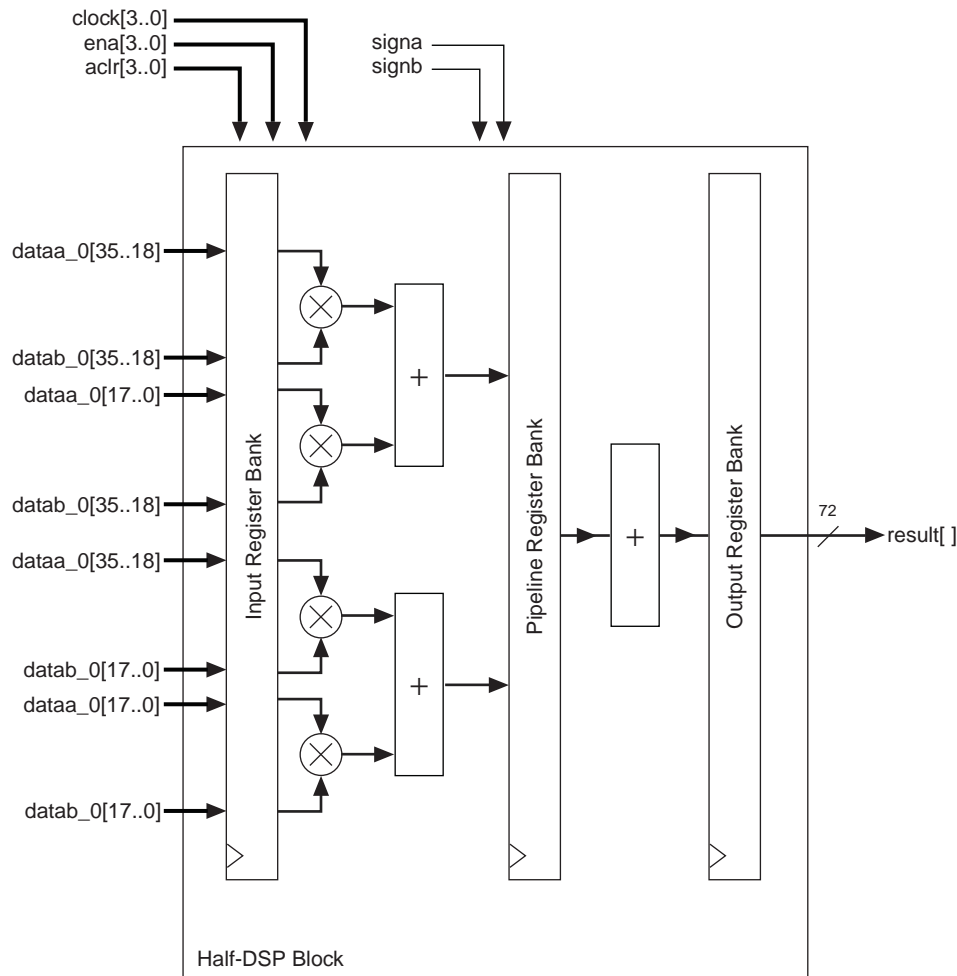 clock[3..0]
ena[3..0]
aclr[3..0]
signa
signb
dataa_0[35..18]
datab_0[35..18]
dataa_0[17..0]
datab_0[35..18]
dataa_0[35..18]
datab_0[17..0]
dataa_0[17..0]
datab_0[17..0]
Input Register Bank
+
+
Pipeline Register Bank
+
Output Register Bank
72
result[ ]
Half-DSP Block